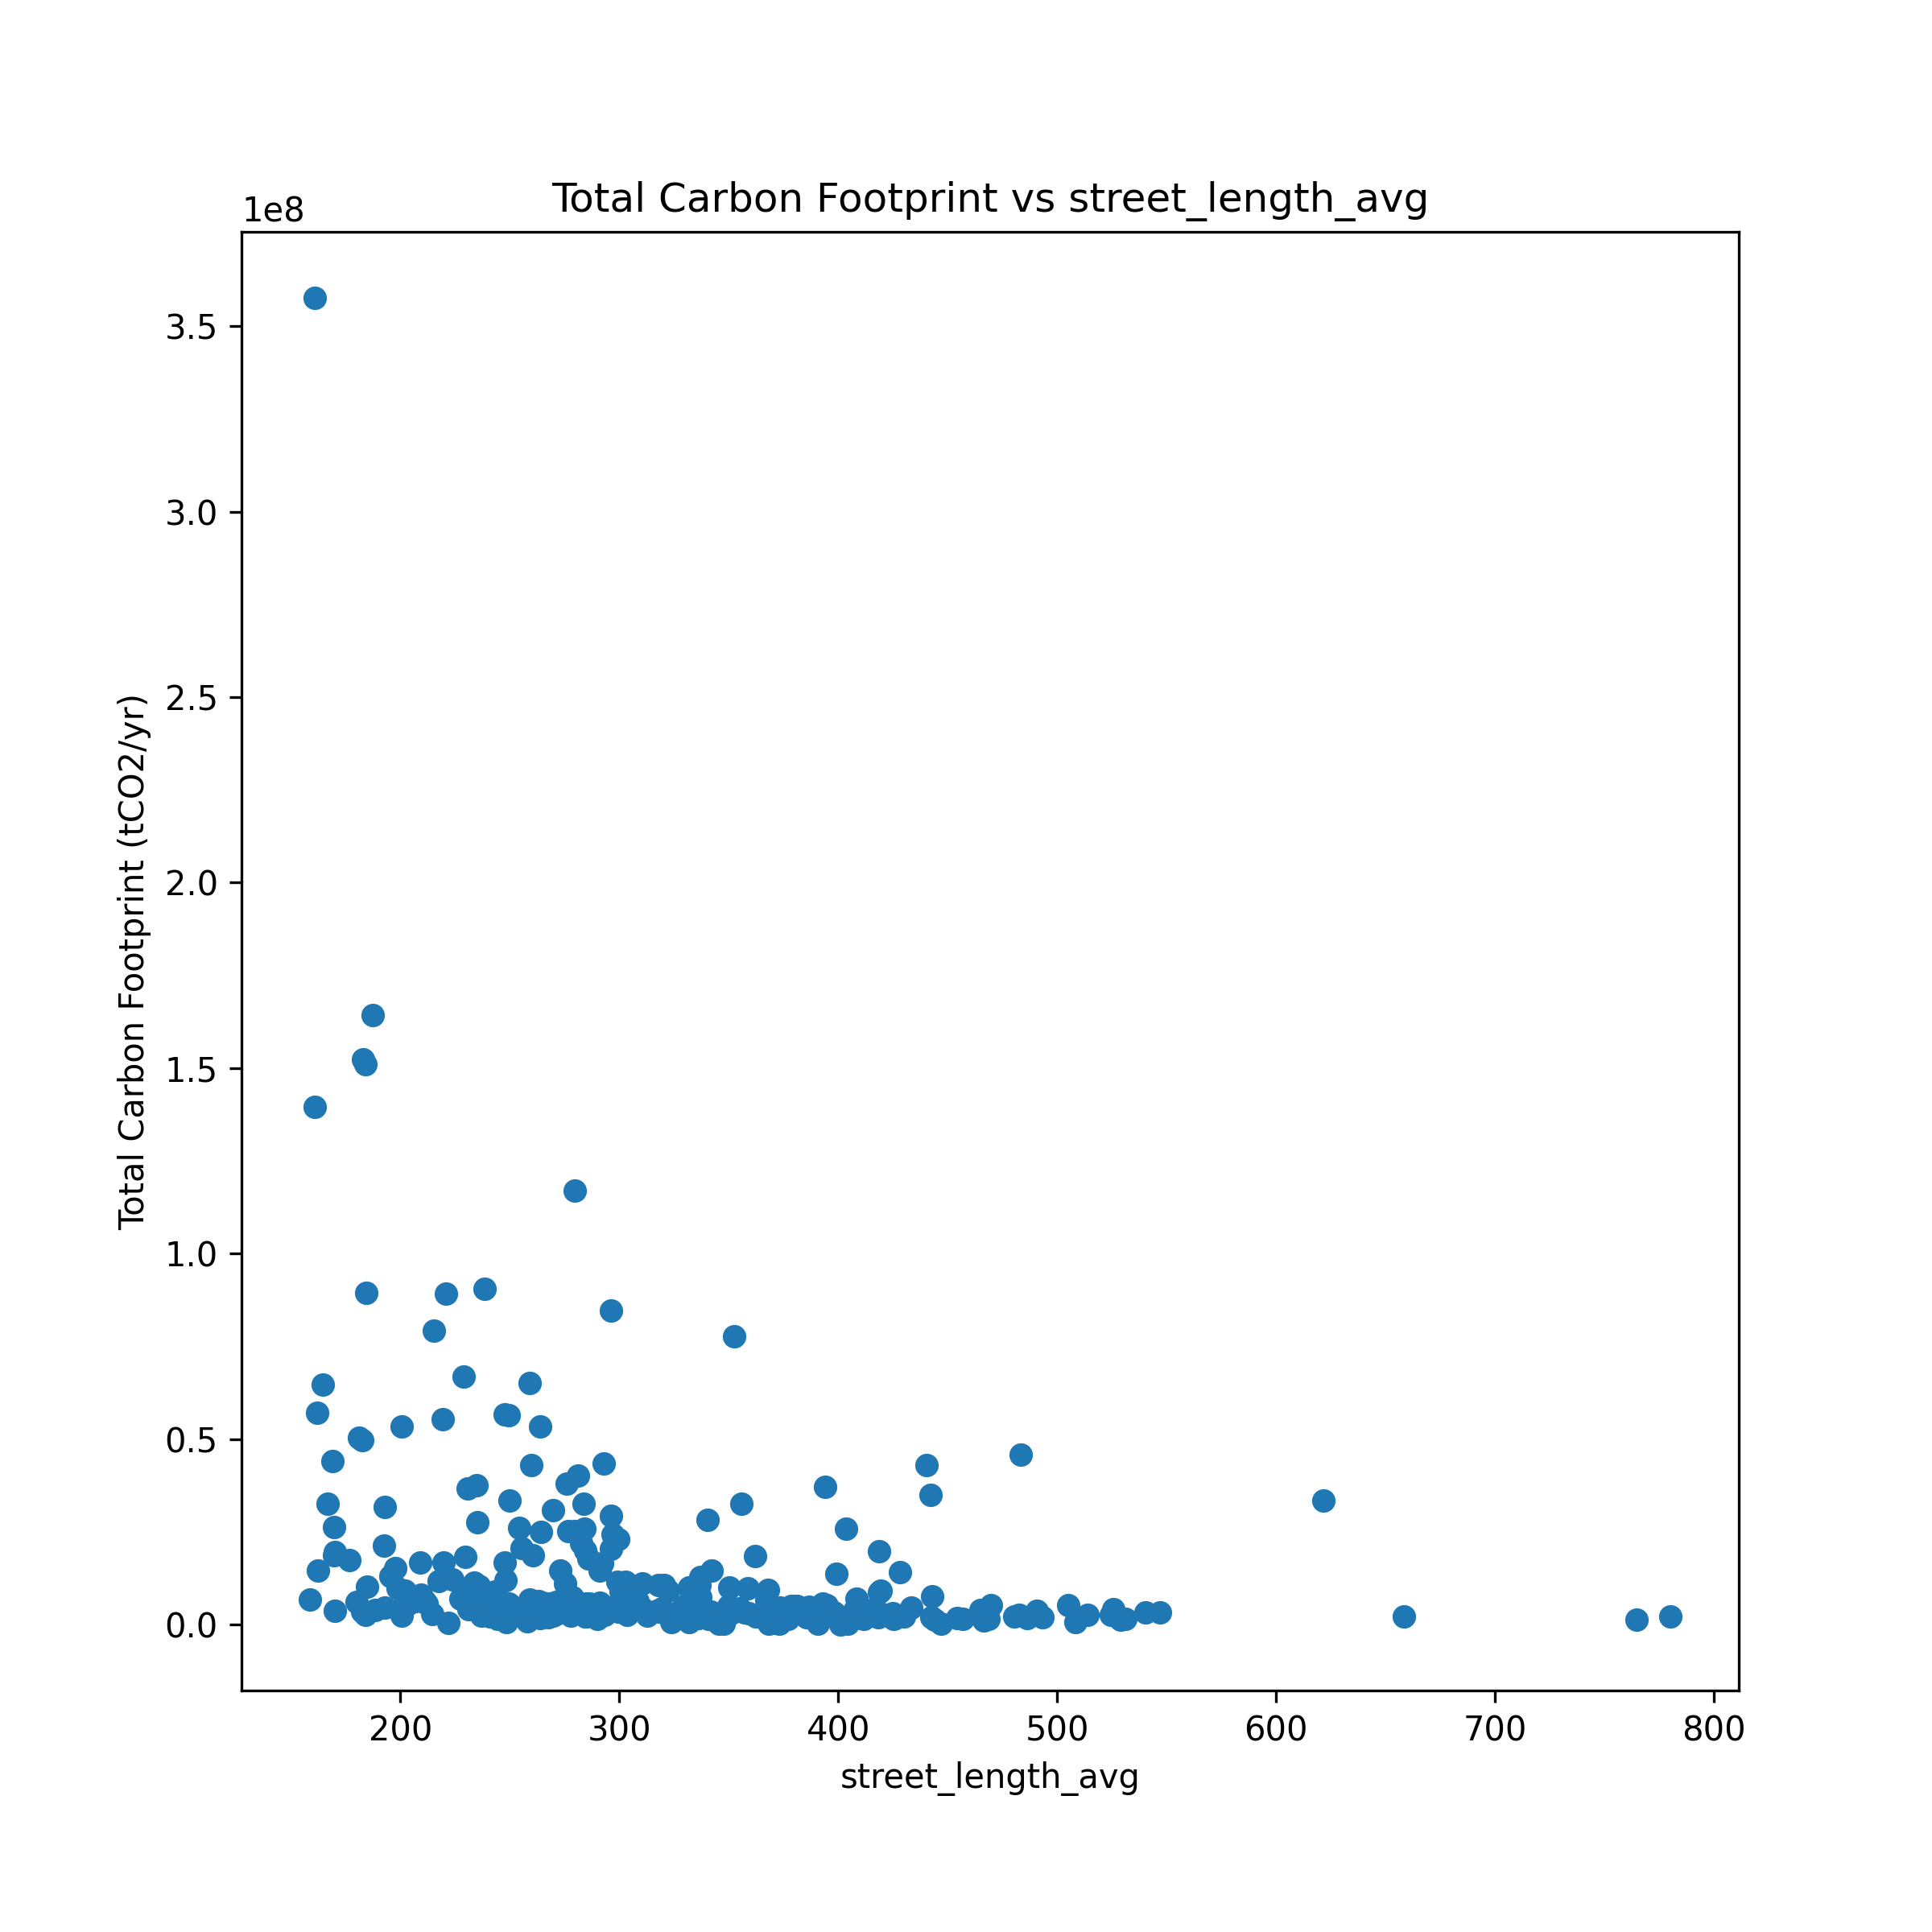 Total Carbon Footprint vs street_length_avg
1e8
3.5
3.0
2.5
2.0
1.5
1.0
0.5
0.0
Total Carbon Footprint (tCO2/yr)
200 300 400 500 600 700 800
street_length_avg